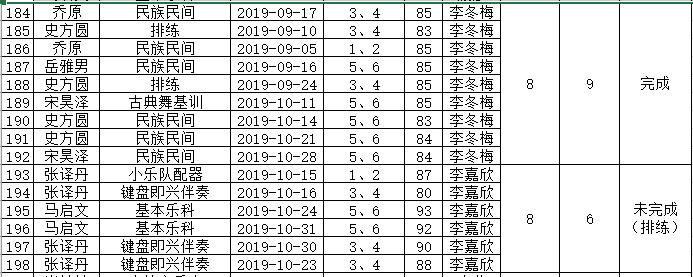 184 乔原 民族民间 2019-09-17 3、4 85 李冬梅
185 史方圆 排练 2019-09-10 3、4 83 李冬梅
186 乔原 民族民间 2019-09-05 1、2 85 李冬梅
187 岳雅男 民族民间 2019-09-16 5、6 85 李冬梅
188 史方圆 排练 2019-09-24 3、4 85 李冬梅 8 9 完成
189 宋昊泽 古典舞基训 2019-10-11 5、6 85 李冬梅
190 史方圆 民族民间 2019-10-14 5、6 83 李冬梅
191 史方圆 民族民间 2019-10-21 5、6 84 李冬梅
192 宋昊泽 民族民间 2019-10-28 5、6 84 李冬梅
193 张译丹 小乐队配器 2019-10-15 1、2 87 李嘉欣
194 张译丹 键盘即兴伴奏 2019-10-16 3、4 80 李嘉欣
195 马启文 基本乐科 2019-10-24 5、6 93 李嘉欣 8 6 未完成
196 马启文 基本乐科 2019-10-31 5、6 92 李嘉欣 （排练）
197 张译丹 键盘即兴伴奏 2019-10-30 3、4 90 李嘉欣
198 张译丹 键盘即兴伴奏 2019-10-23 3、4 88 李嘉欣